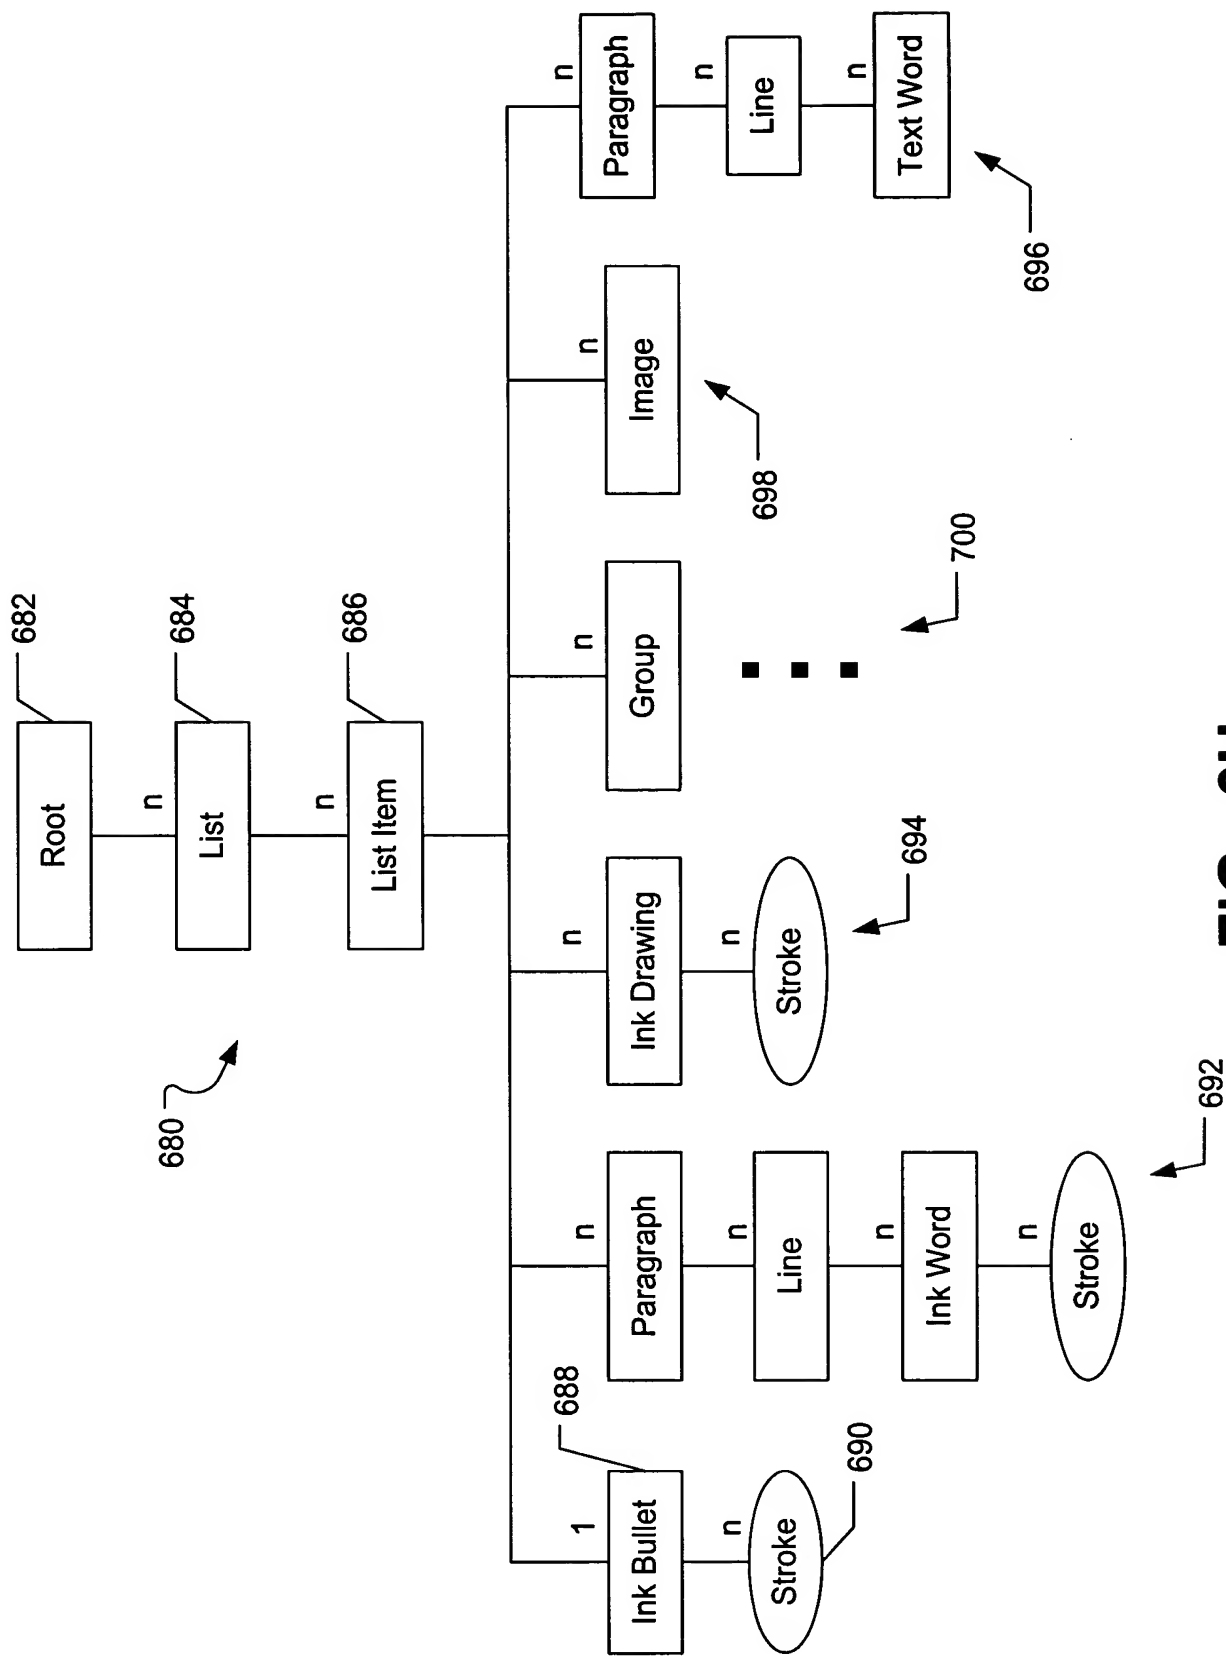 682
Root
n
680
684
List
n
686
List Item
688
1
n
n
n
n
n
Ink Bullet
Paragraph
Ink Drawing
Group
Image
Paragraph
n
n
n
n
Stroke
Line
Stroke
698
Line
690
n
n
Ink Word
694
700
Text Word
n
696
Stroke
692
FIG.